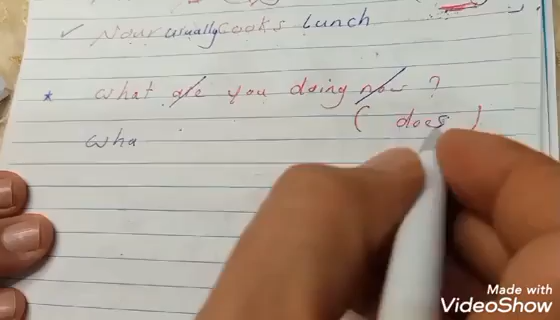 ✓ Nour usually cooks lunch
* what are you doing now ?
( does )
wha
Made with
VideoShow